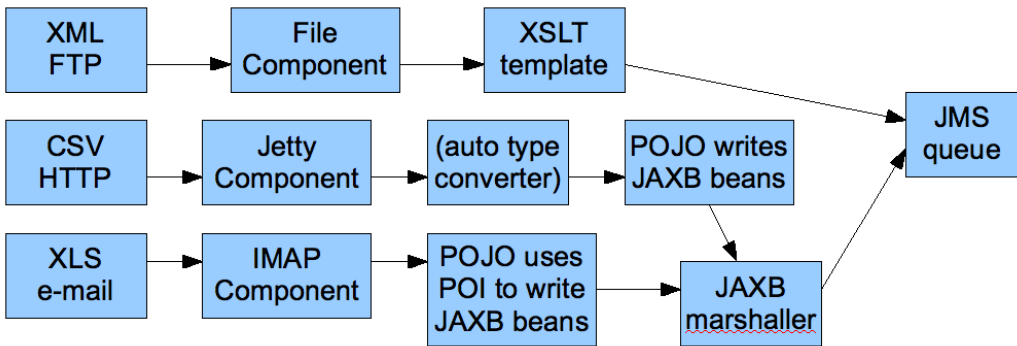 XML
FTP
File
Component
XSLT
template
JMS
queue
CSV
HTTP
Jetty
Component
(auto type
converter)
POJO writes
JAXB beans
XLS
e-mail
IMAP
Component
POJO uses
POI to write
JAXB beans
JAXB
marshaller